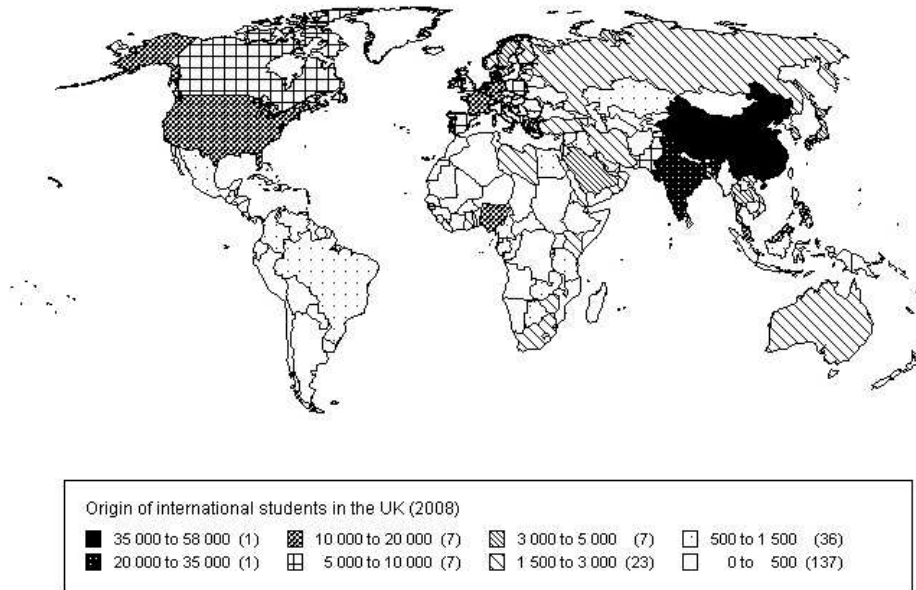 Origin of international students in the UK (2008)
35 000 to 58 000 (1) 10 000 to 20 000 (7) 3 000 to 5 000 (7) 500 to 1 500 (36)
20 000 to 35 000 (1) 5 000 to 10 000 (7) 1 500 to 3 000 (23) 0 to 500 (137)